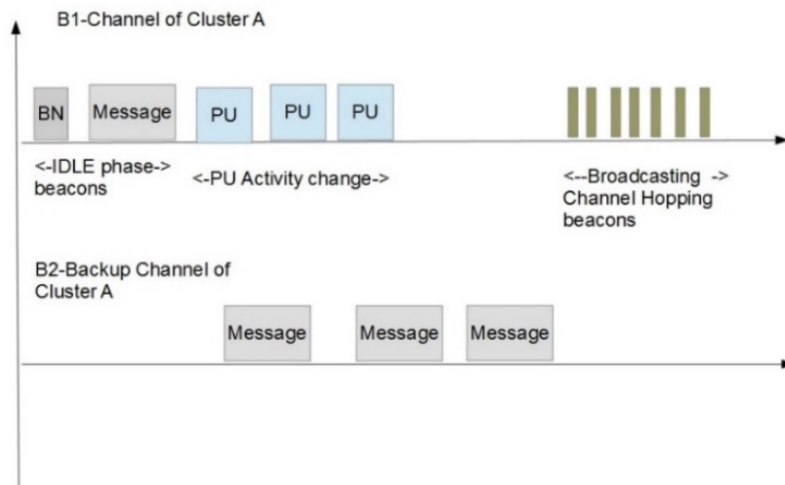 B1-Channel of Cluster A
BN
Message
PU
PU
PU
<-IDLE phase->
beacons
<-PU Activity change->
<--Broadcasting ->
Channel Hopping
beacons
B2-Backup Channel of
Cluster A
Message
Message
Message